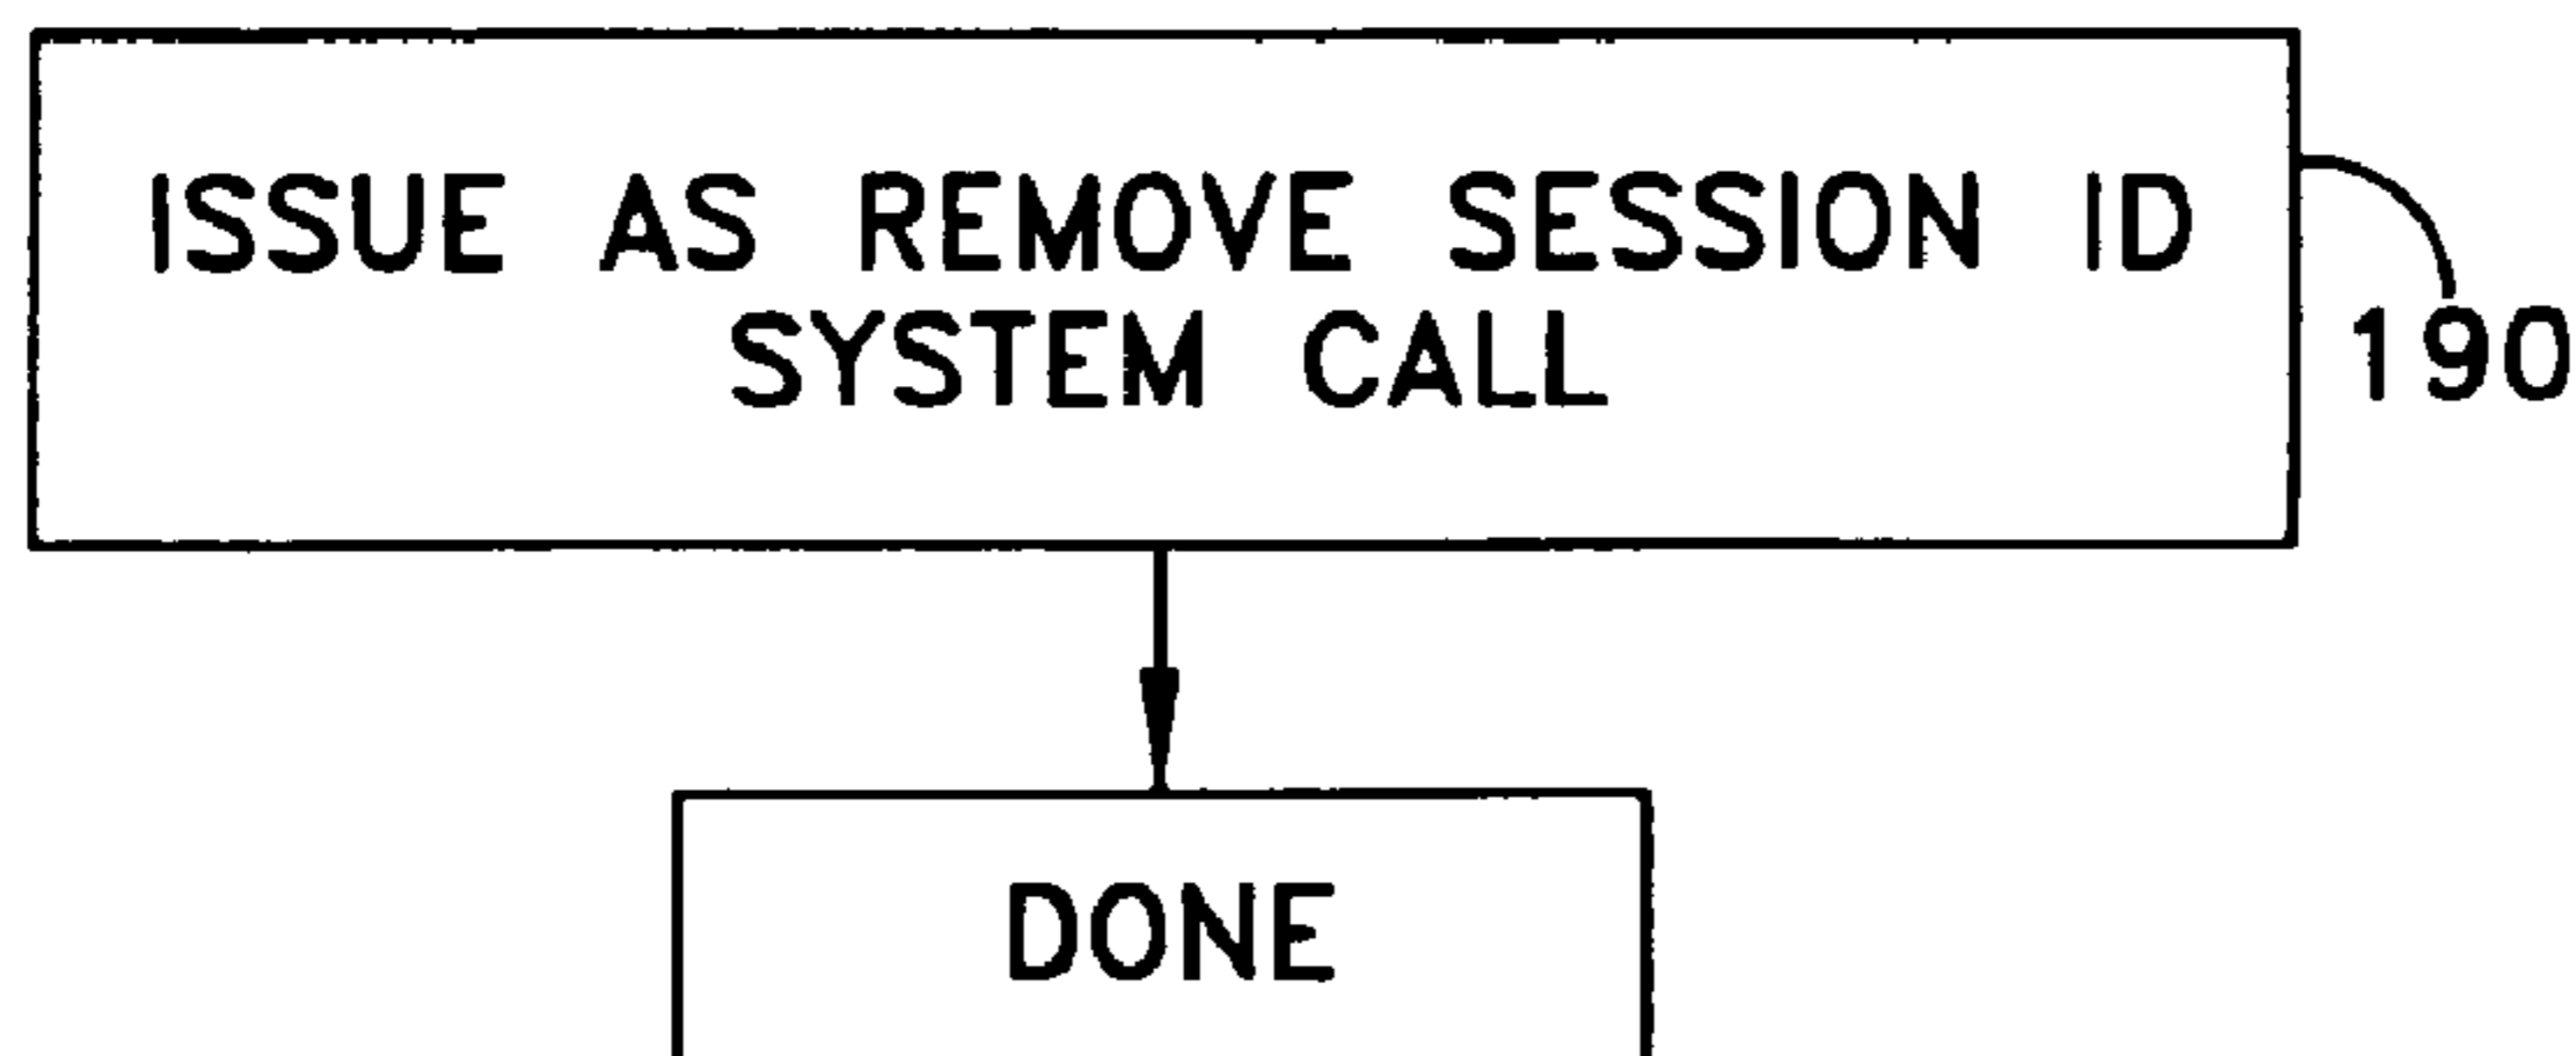 ISSUE AS REMOVE SESSION ID
SYSTEM CALL
190
DONE